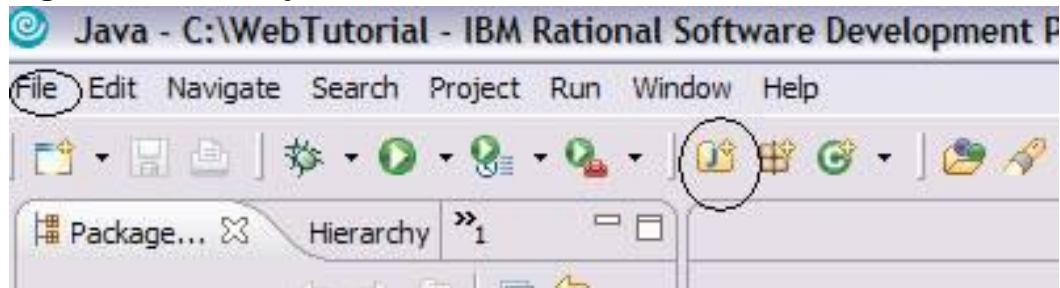 Java - C:\WebTutorial - IBM Rational Software Development P
File Edit Navigate Search Project Run Window Help
Package... Hierarchy »1